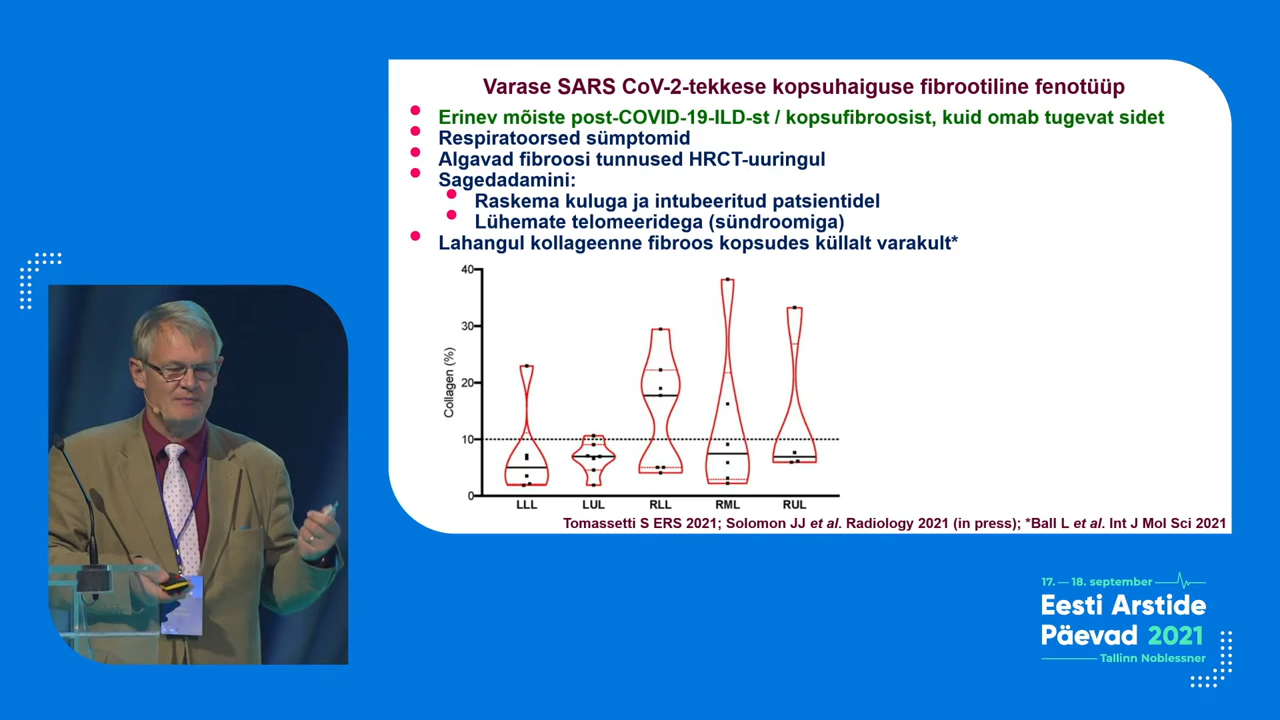 Varase SARS CoV-2-tekkese kopsuhaiguse fibrootiline fenotüüp
Erinev mõiste post-COVID-19-ILD-st / kopsufibroosist, kuid omab tugevat sidet
Respiratoorsed sümptomid
Algavad fibroosi tunnused HRCT-uuringul
Sagedadamini:
Raskema kuluga ja intubeeritud patsientidel
Lühemate telomeeridega (sündroomiga)
Lahangul kollageenne fibroos kopsudes küllalt varakult*
Collagen (%)
40
30
20
10
0
LLL LUL RLL RML RUL
Tomassetti S ERS 2021; Solomon JJ et al. Radiology 2021 (in press); *Ball L et al. Int J Mol Sci 2021
17. — 18. september
Eesti Arstide
Päevad 2021
Tallinn Noblessner